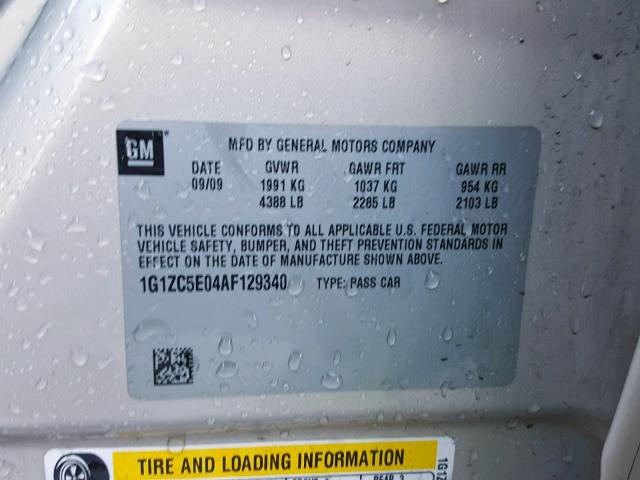 GM
MFD BY GENERAL MOTORS COMPANY
DATE GVWR GAWR FRT GAWR RR
09/09 1991 KG 1037 KG 954 KG
4388 LB 2285 LB 2103 LB
THIS VEHICLE CONFORMS TO ALL APPLICABLE U.S. FEDERAL MOTOR
VEHICLE SAFETY, BUMPER, AND THEFT PREVENTION STANDARDS IN
EFFECT ON THE DATE OF MANUFACTURE SHOWN ABOVE.
1G1ZC5E04AF129340 TYPE: PASS CAR
TIRE AND LOADING INFORMATION
1G1Z